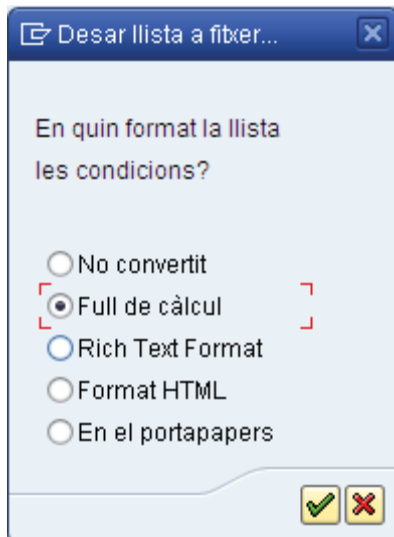 Desar llista a fitxer...
En quin format la llista
les condicions?
No convertit
Full de càlcul
Rich Text Format
Format HTML
En el portapapers